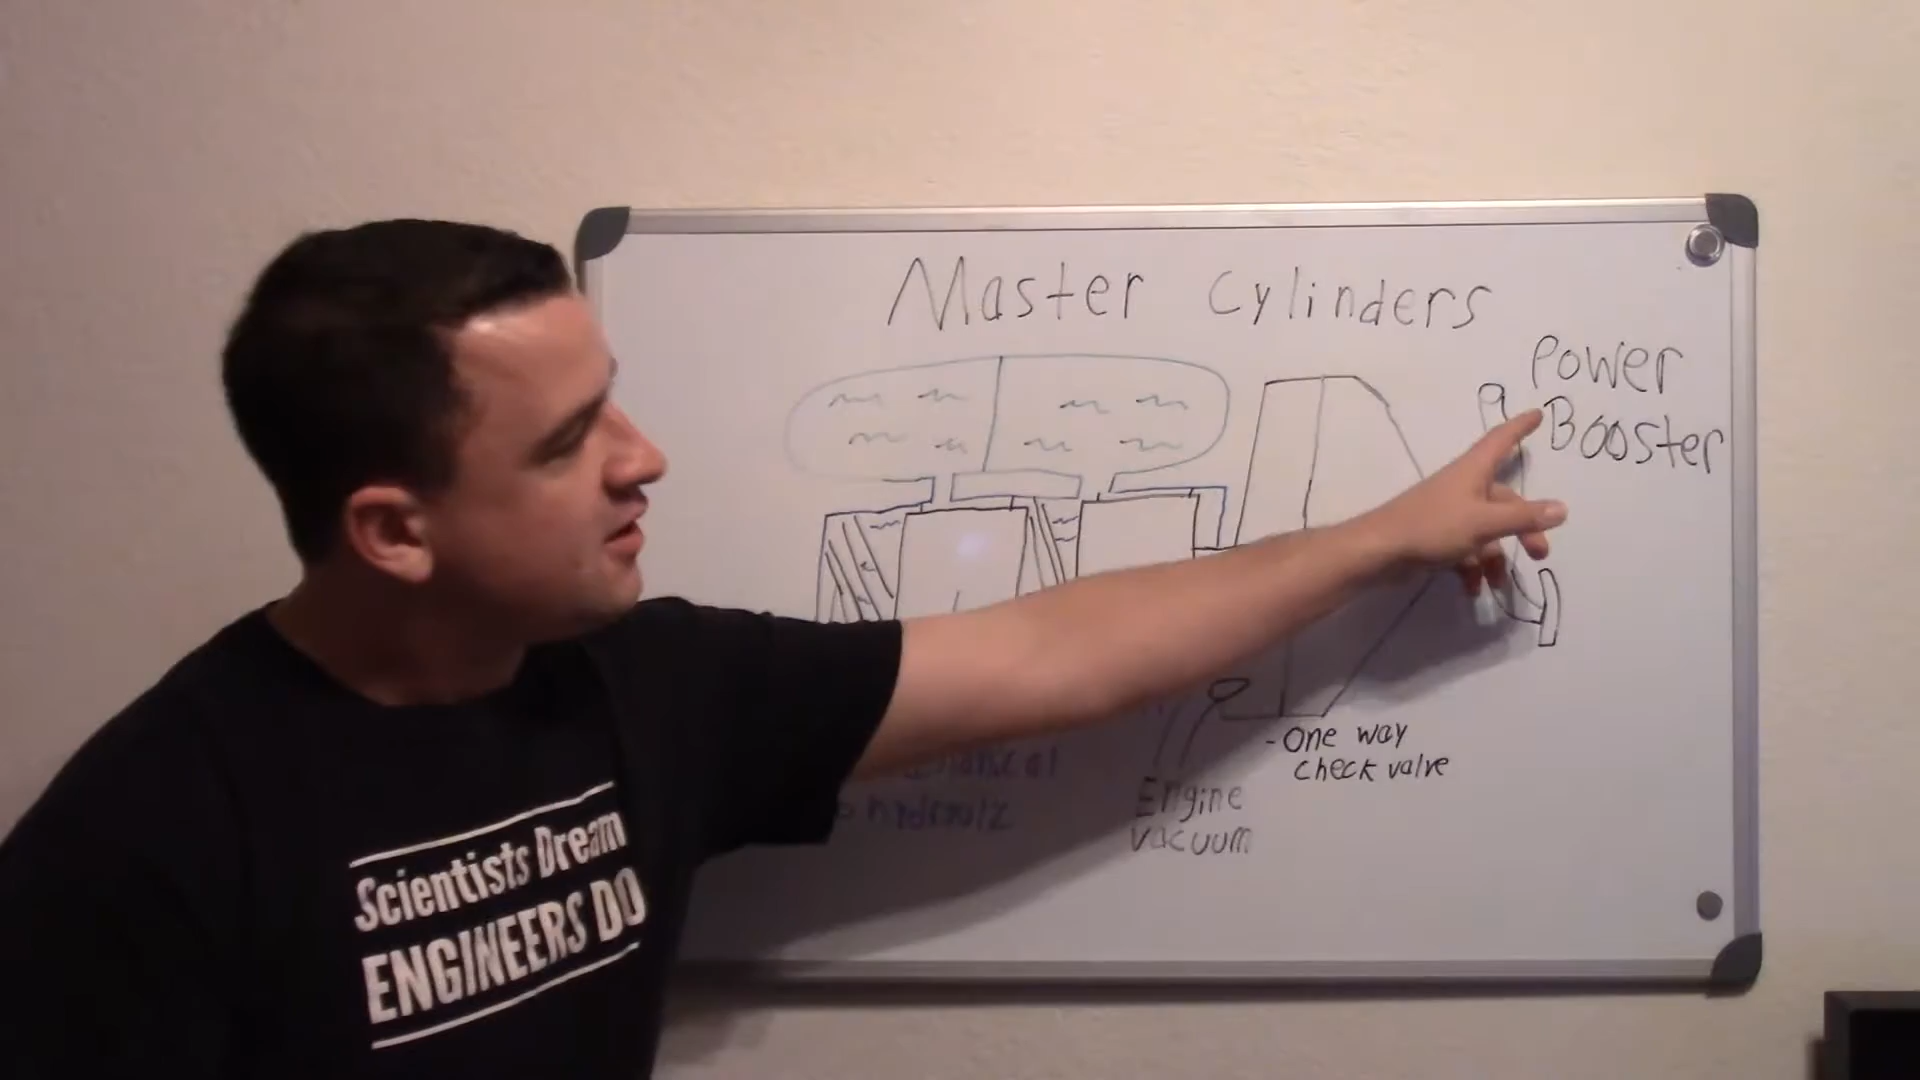 Master Cylinders
Power
Booster
-One way
check valve
Engine
vacuum
Scientists Dream
ENGINEERS DO